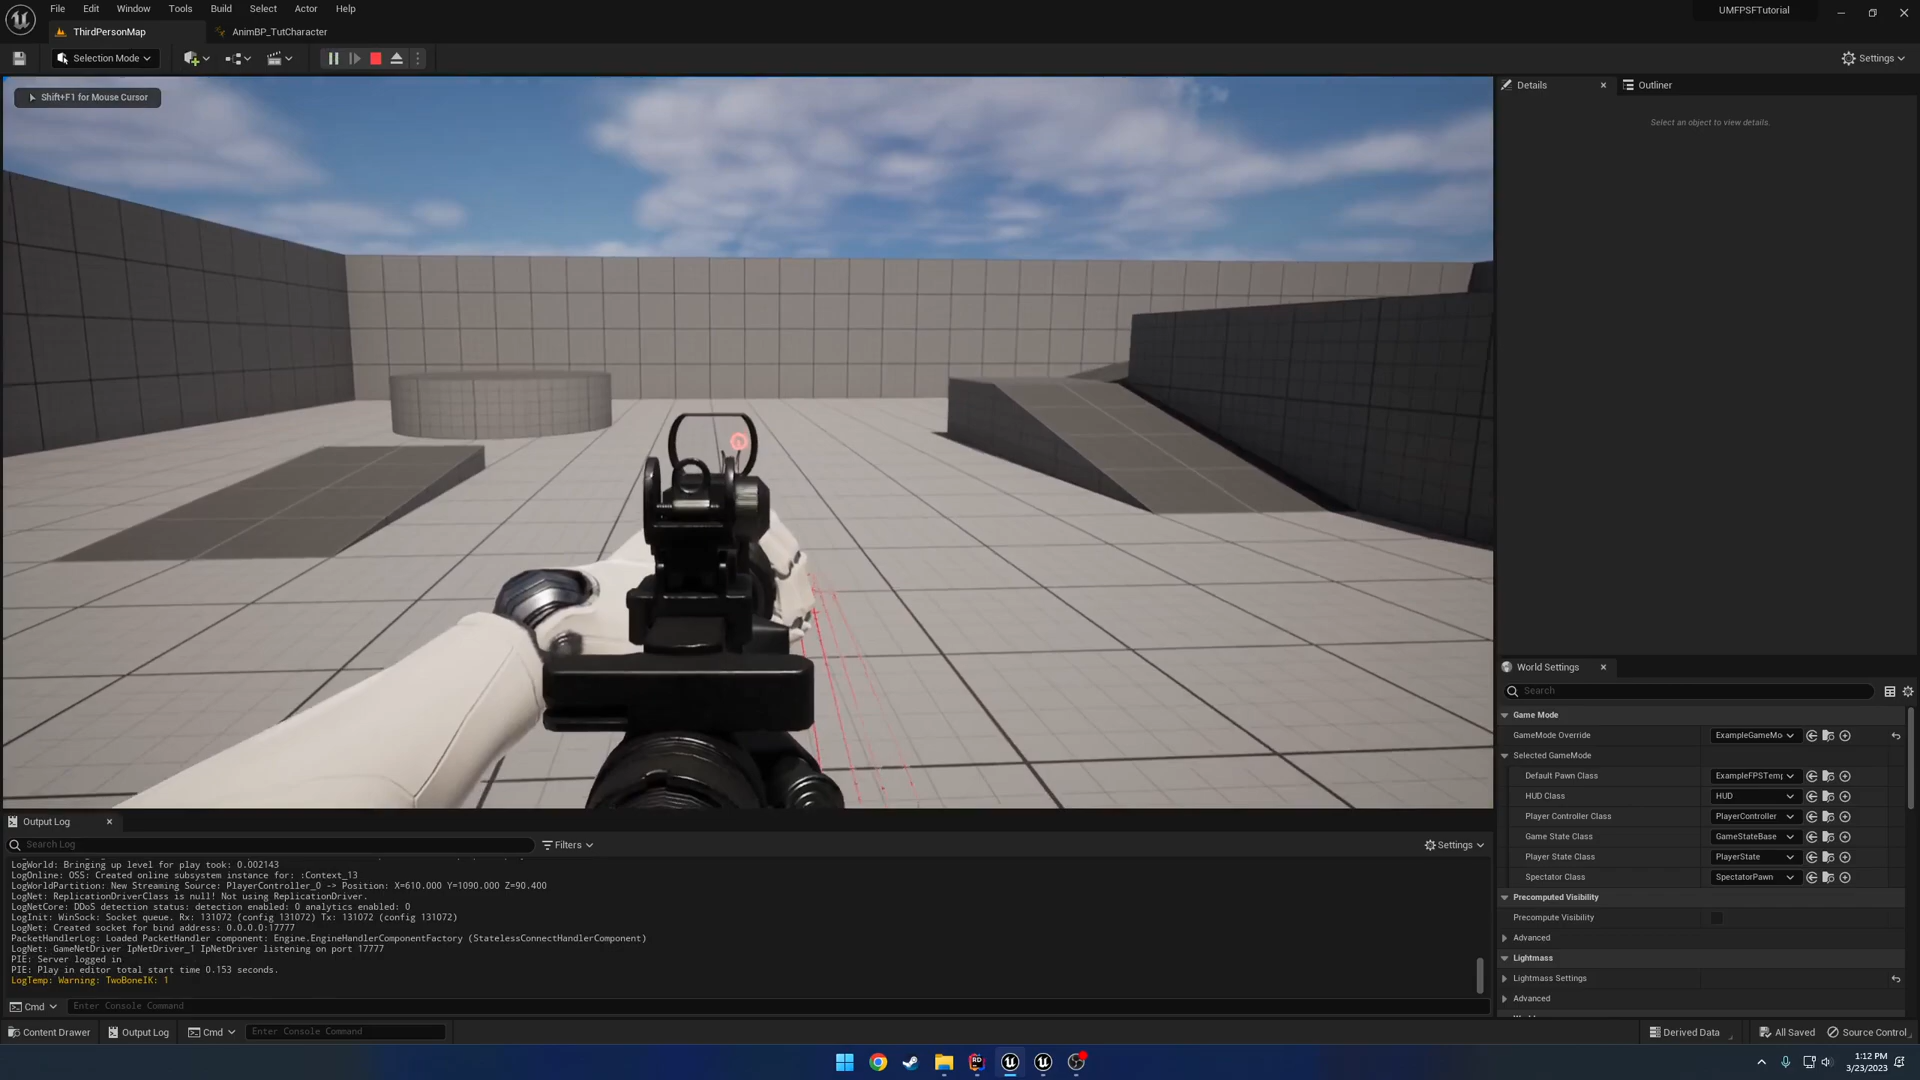 File Edit Window Tools Build Select Actor Help
UMFPSFTutorial
ThirdPersonMap
AnimBP_TutCharacter
Selection Mode
Settings
Shift+F1 for Mouse Cursor
Details
Outliner
Select an object to view details.
World Settings
Search
Game Mode
GameMode Override
ExampleGameMo
Selected GameMode
Default Pawn Class
ExampleFPSTemp
HUD Class
HUD
Player Controller Class
PlayerController
Game State Class
GameStateBase
Player State Class
PlayerState
Spectator Class
SpectatorPawn
Precomputed Visibility
Precompute Visibility
Advanced
Lightmass
Lightmass Settings
Advanced
Output Log
Search Log
Filters
Settings
LogWorld: Bringing up level for play took: 0.002143
LogOnline: OSS: Created online subsystem instance for: :Context_13
LogWorldPartition: New Streaming Source: PlayerController_0 -> Position: X=610.000 Y=1090.000 Z=90.400
LogNet: ReplicationDriverClass is null! Not using ReplicationDriver.
LogNetCore: DDoS detection status: detection enabled: 0 analytics enabled: 0
LogInit: WinSock: Socket queue. Rx: 131072 (config 131072) Tx: 131072 (config 131072)
LogNet: Created socket for bind address: 0.0.0.0:17777
PacketHandlerLog: Loaded PacketHandler component: Engine.EngineHandlerComponentFactory (StatelessConnectHandlerComponent)
LogNet: GameNetDriver IpNetDriver_1 IpNetDriver listening on port 17777
PIE: Server logged in
PIE: Play in editor total start time 0.153 seconds.
LogTemp: Warning: TwoBoneIK: 1
Cmd
Enter Console Command
Content Drawer
Output Log
Cmd
Enter Console Command
Derived Data
All Saved
Source Control
1:12 PM
3/23/2023